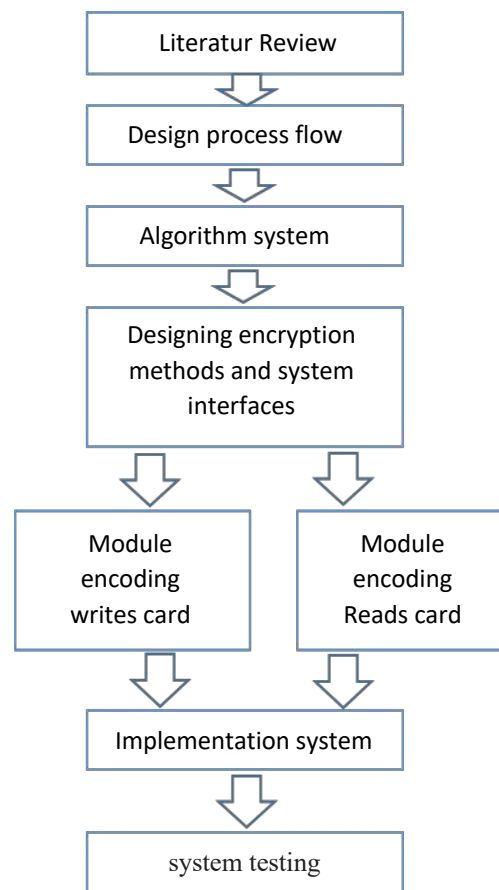 Literatur Review
Design process flow
Algorithm system
Designing encryption
methods and system
interfaces
Module
encoding
writes card
Module
encoding
Reads card
Implementation system
system testing